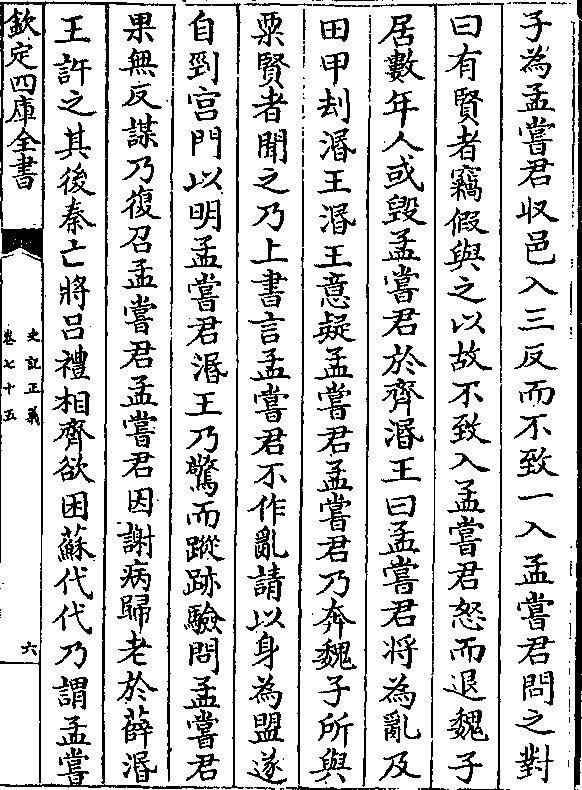 子為孟嘗君收邑入三反而不致一入孟嘗君問之對
曰有賢者竊假與之以故不致入孟嘗君怒而退魏子
居數年人或毀孟嘗君於齊湣王曰孟嘗君將為亂及
田甲刦湣王湣王意疑孟嘗君孟嘗君乃奔魏子所與
粟賢者聞之乃上書言孟嘗君不作亂請以身為盟遂
自剄宫門以明孟嘗君湣王乃驚而蹤跡驗問孟嘗君
果無反謀乃復召孟嘗君孟嘗君因謝病歸老於薛湣
王許之其後秦亡將吕禮相齊欲困蘇代代乃謂孟嘗
欽定四庫全書
史記正義
卷七十五
六